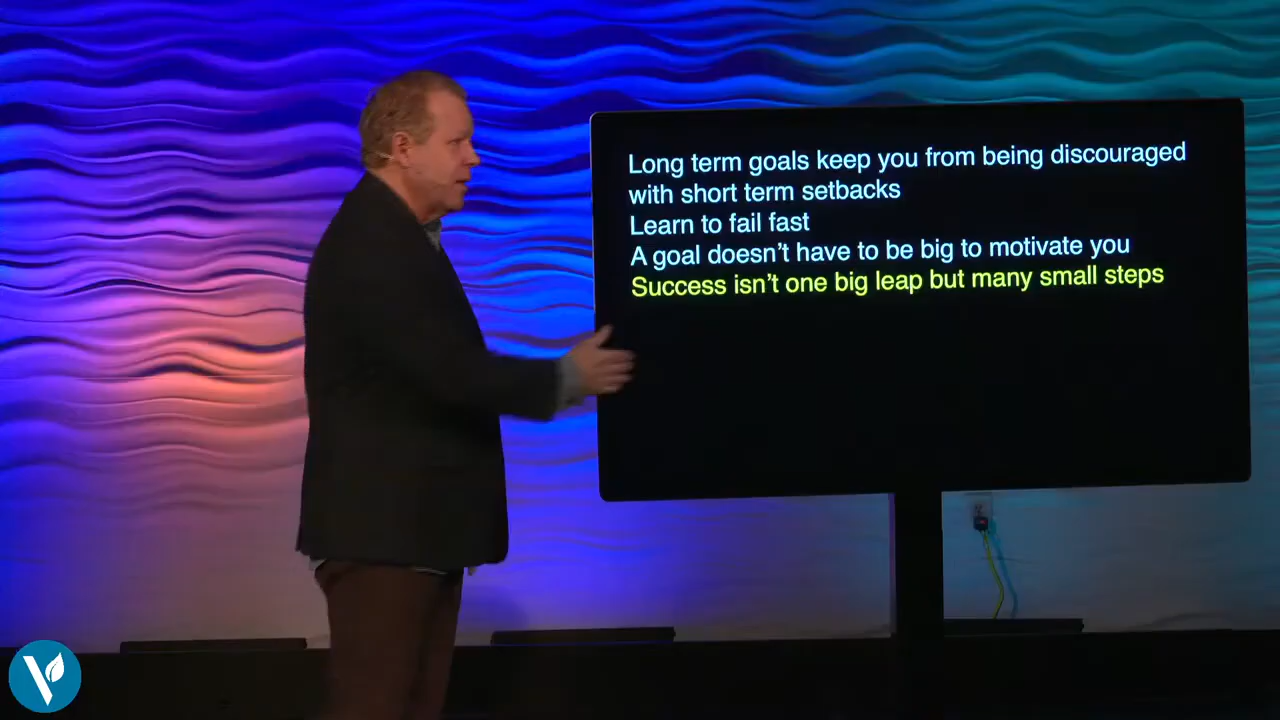 Long term goals keep you from being discouraged
with short term setbacks
Learn to fail fast
A goal doesn't have to be big to motivate you
Success isn't one big leap but many small steps